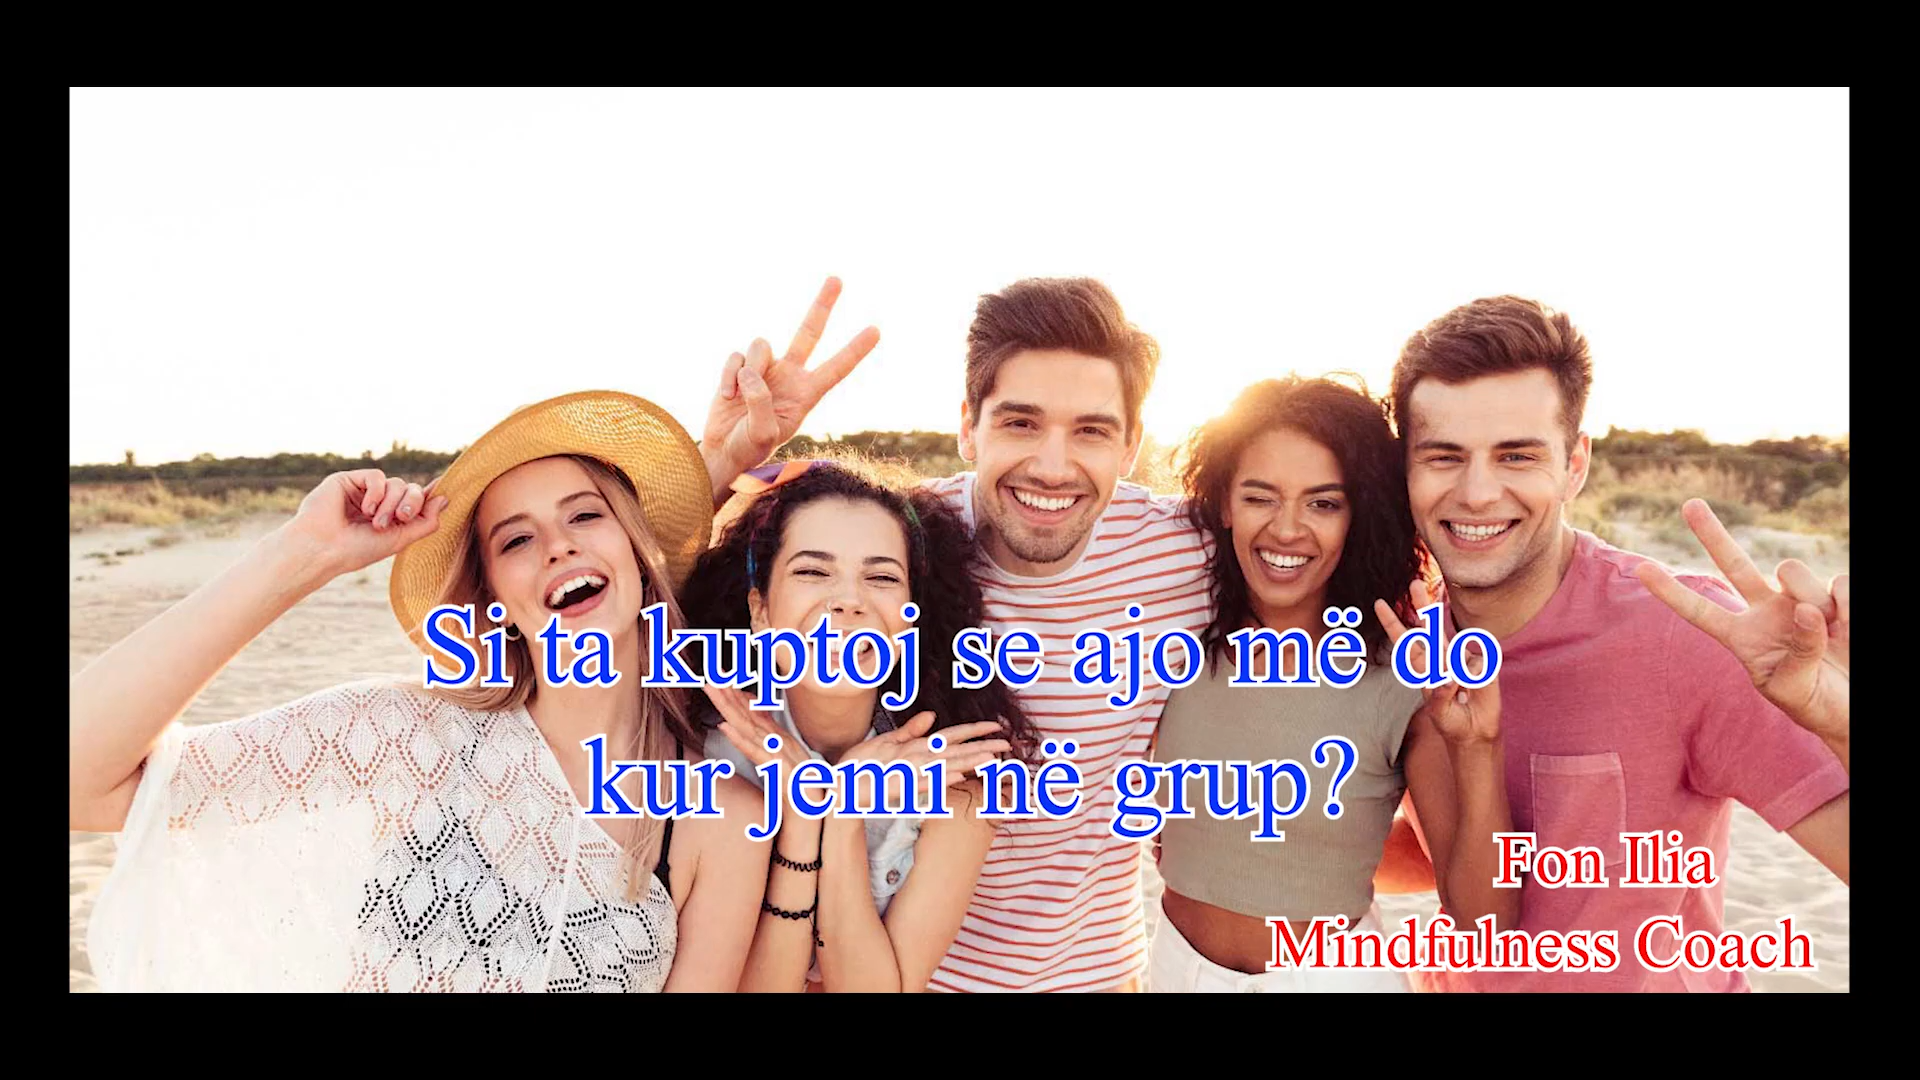 Si ta kuptoj se ajo më do
kur jemi në grup?
Fon Ilia
Mindfulness Coach